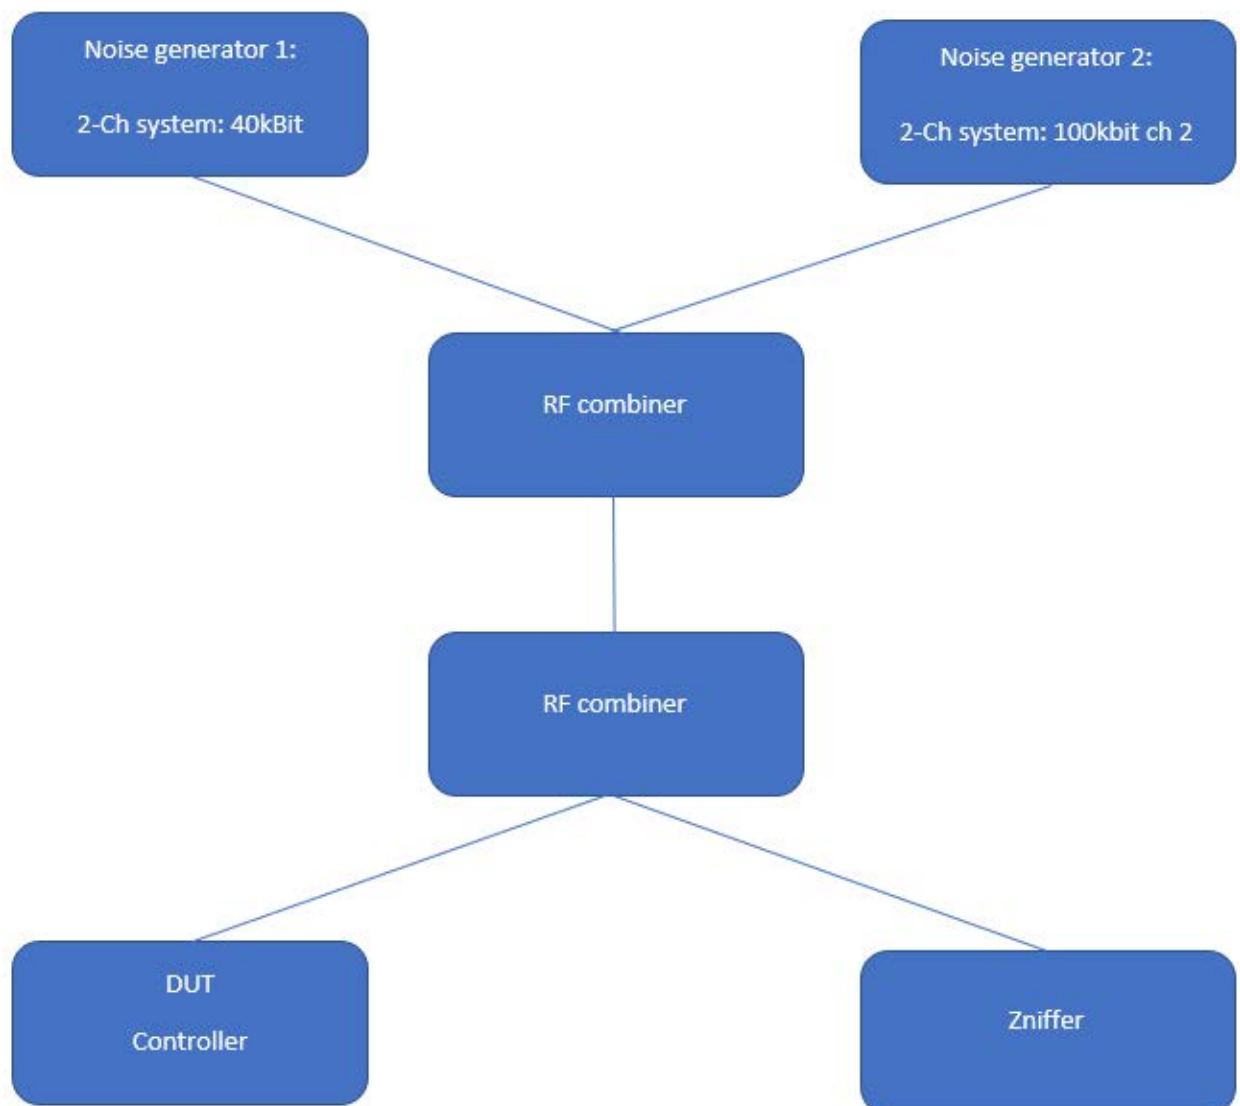 Noise generator 1:
2-Ch system: 40kBit
Noise generator 2:
2-Ch system: 100kbit ch 2
RF combiner
RF combiner
DUT
Controller
Zniffer